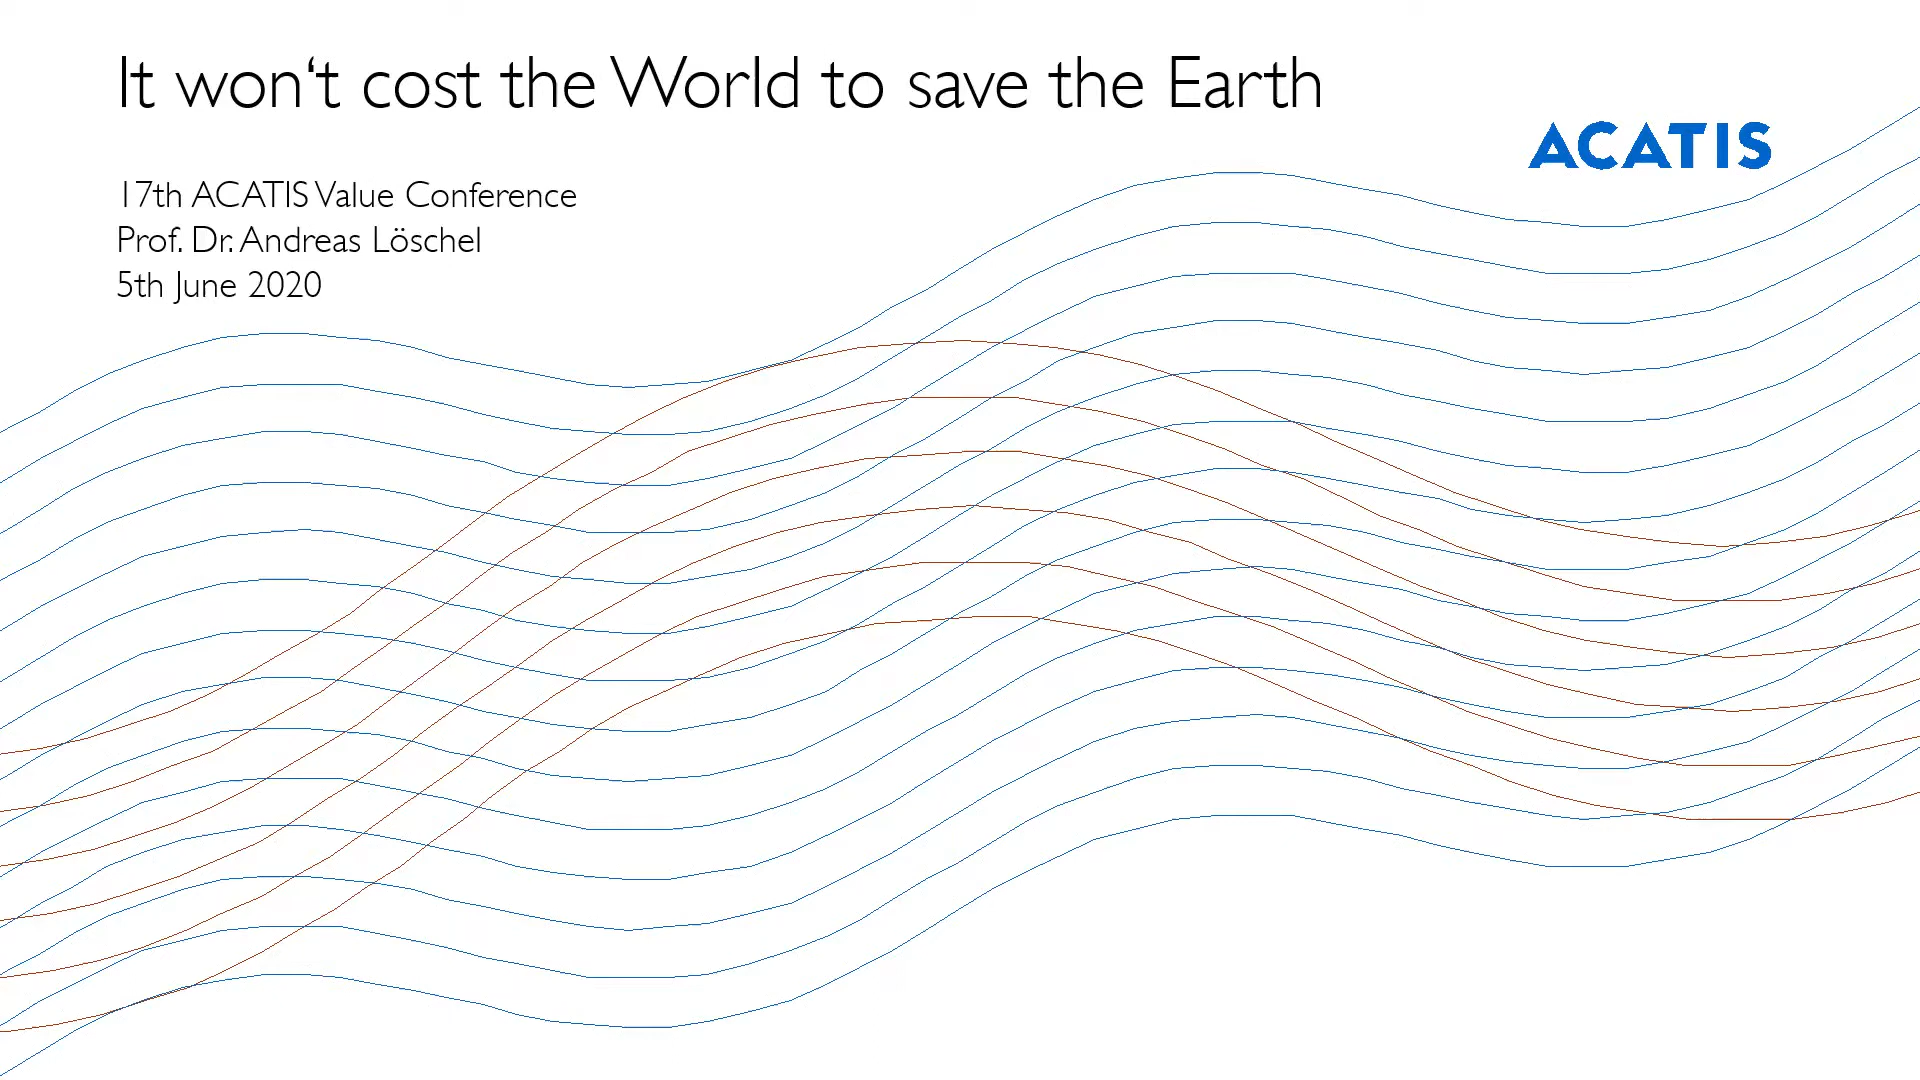 It won‘t cost the World to save the Earth
ACATIS
17th ACATIS Value Conference
Prof. Dr. Andreas Löschel
5th June 2020